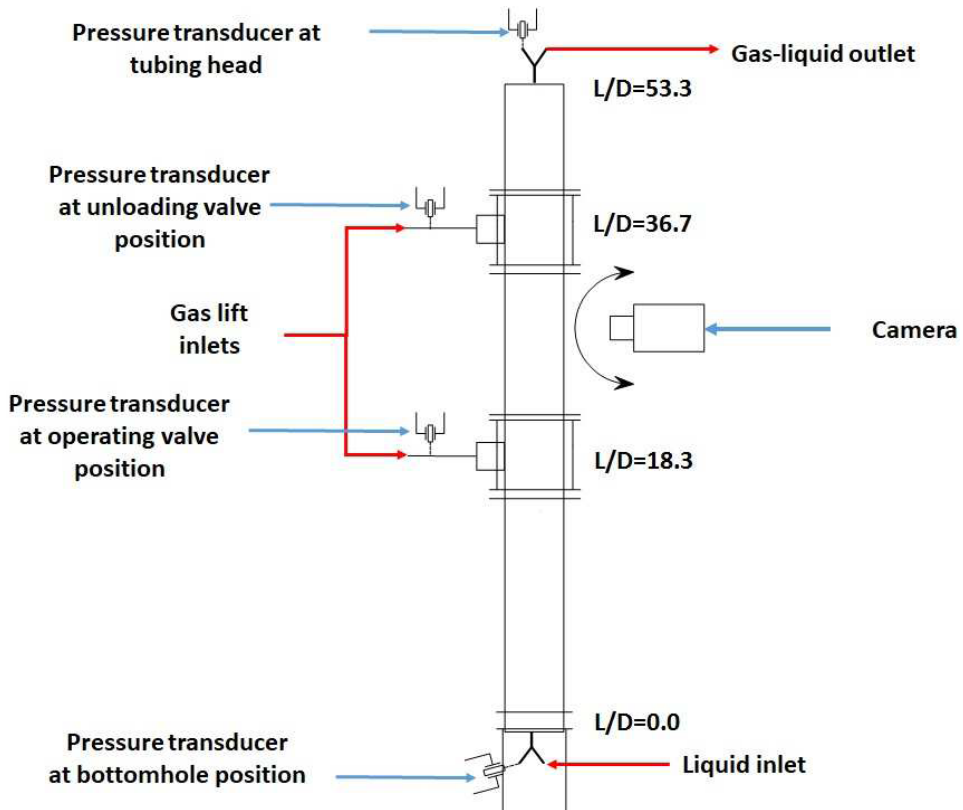 Pressure transducer at
tubing head
Gas-liquid outlet
L/D=53.3
Pressure transducer
at unloading valve
position
L/D=36.7
Gas lift
inlets
Camera
Pressure transducer
at operating valve
position
L/D=18.3
L/D=0.0
Pressure transducer
at bottomhole position
Liquid inlet